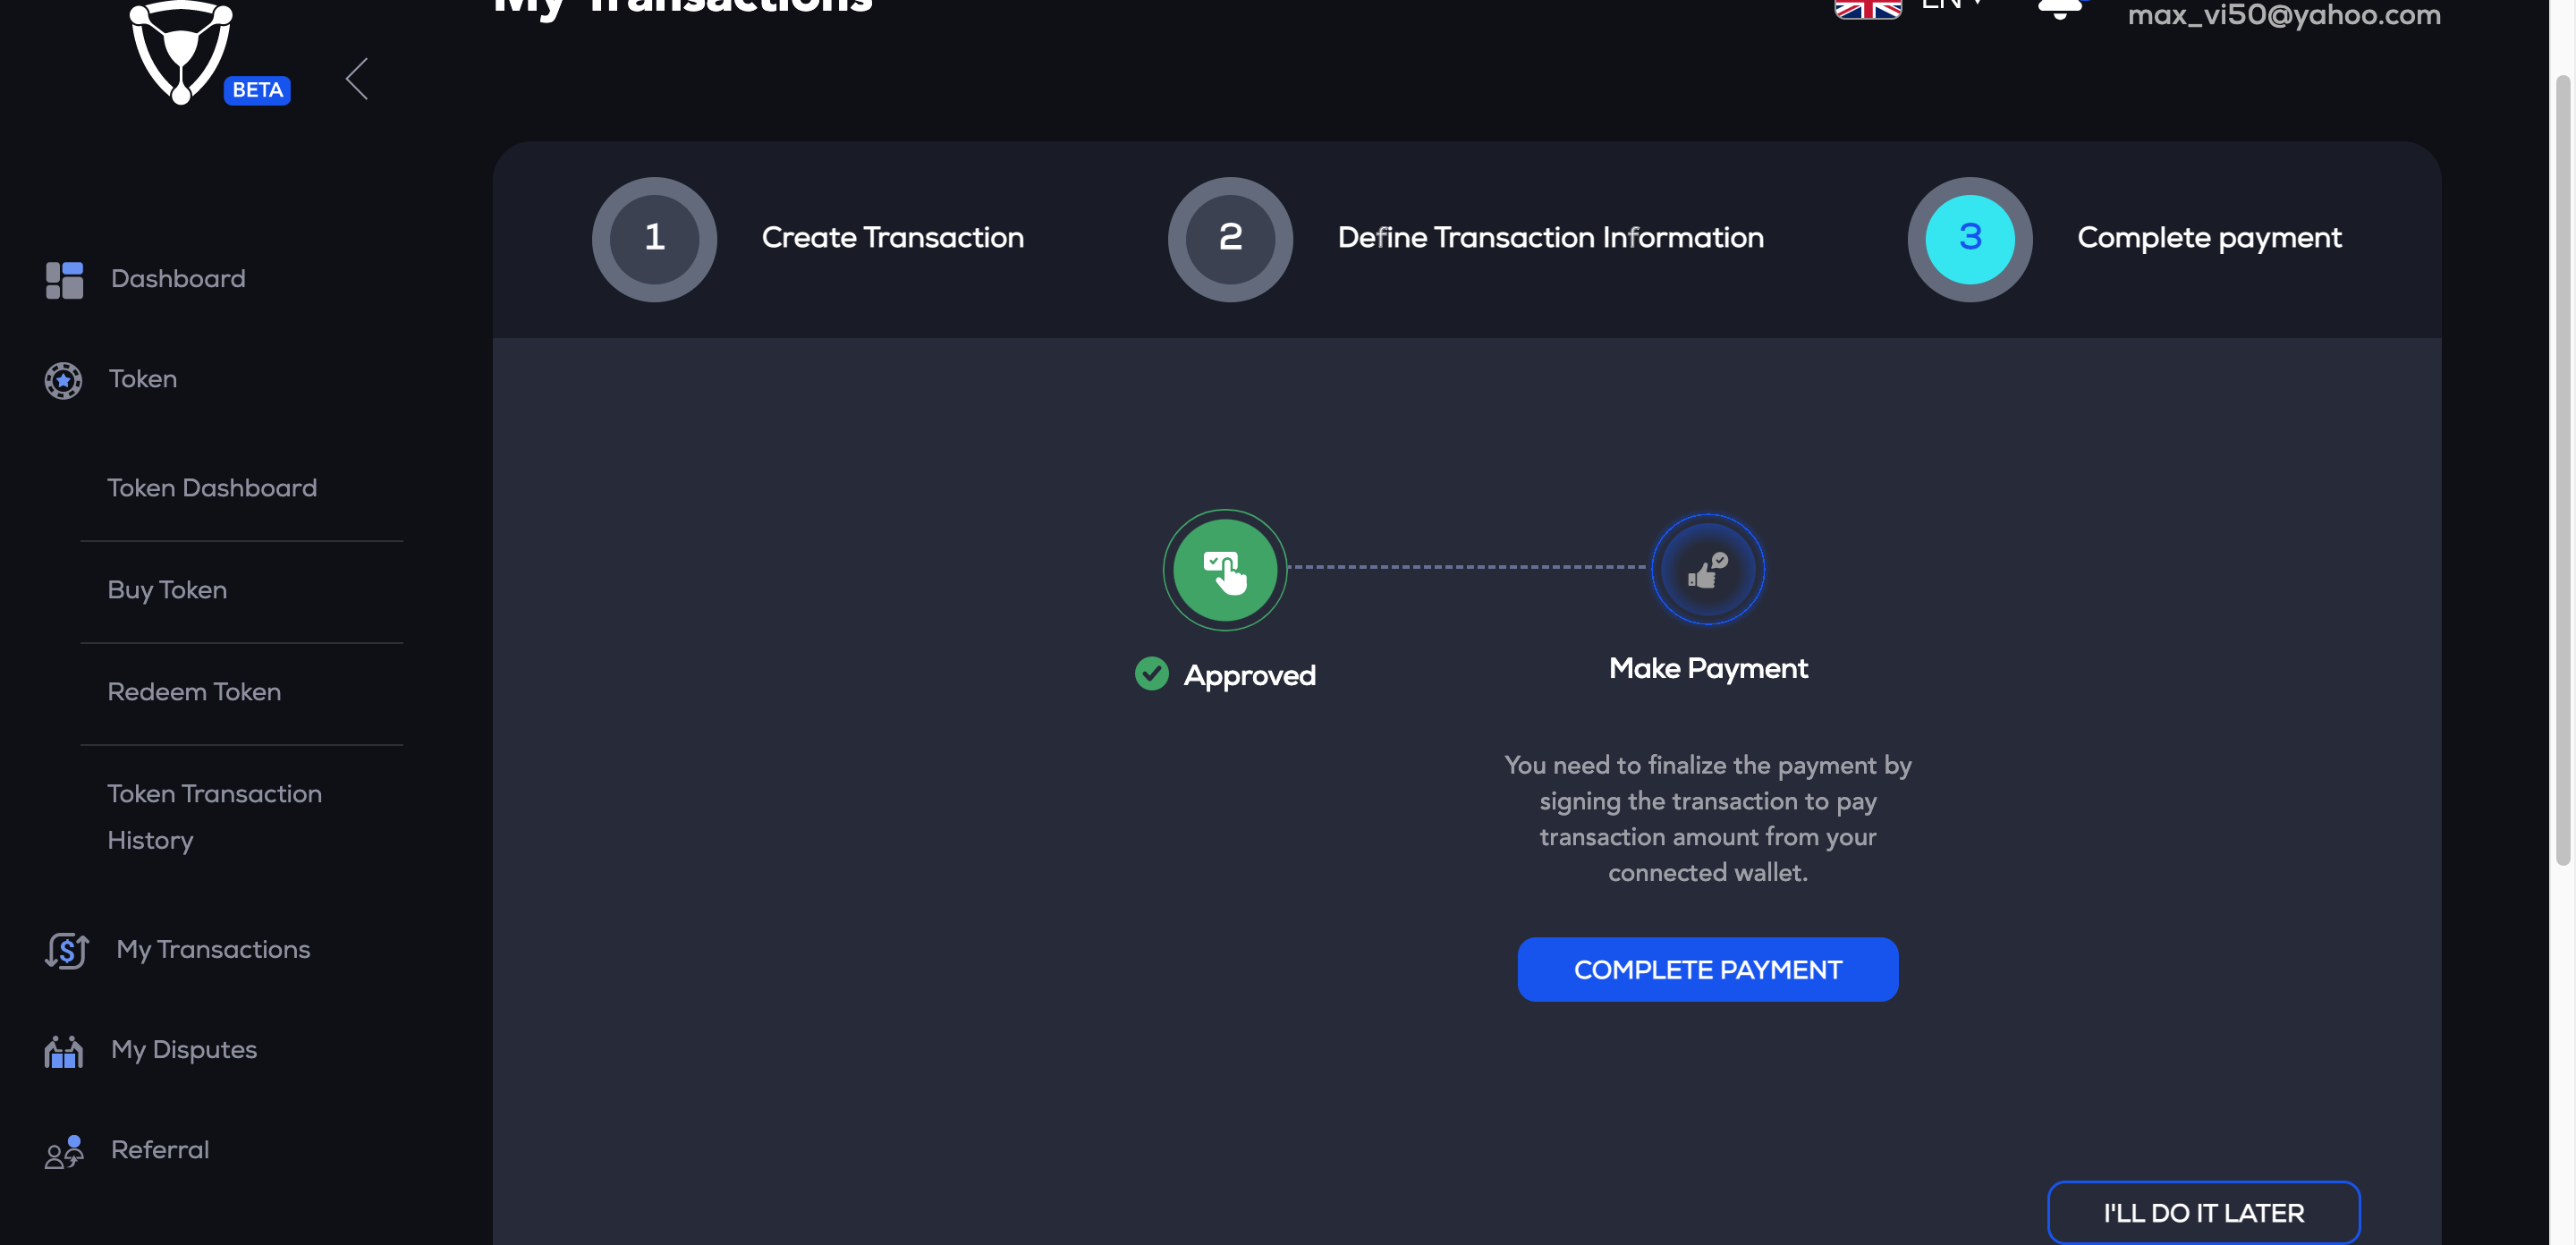 My Transactions
EN
max_vi50@yahoo.com
BETA
1
Create Transaction
2
Define Transaction Information
3
Complete payment
Dashboard
Token
Token Dashboard
Buy Token
Redeem Token
Token Transaction
History
My Transactions
My Disputes
Referral
Approved
Make Payment
You need to finalize the payment by
signing the transaction to pay
transaction amount from your
connected wallet.
COMPLETE PAYMENT
I'LL DO IT LATER